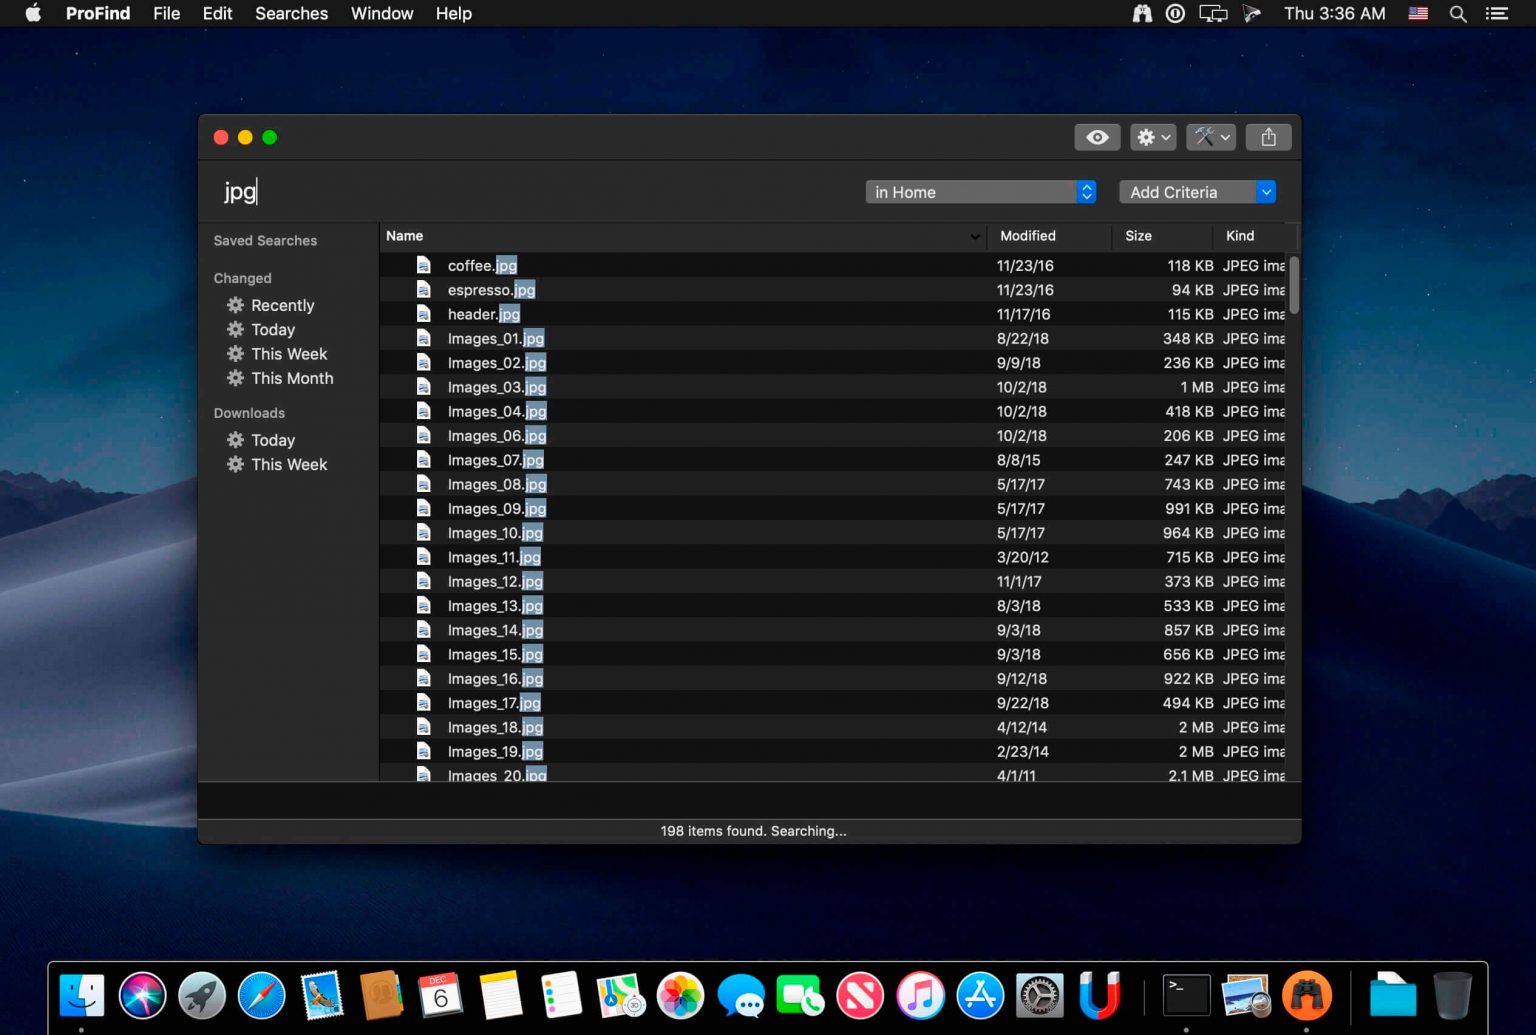 ProFind File Edit Searches Window Help Thu 3:36 AM
jpg in Home Add Criteria
Saved Searches
Changed
Recently
Today
This Week
This Month
Downloads
Today
This Week
Name Modified Size Kind
coffee.jpg 11/23/16 118 KB JPEG ima
espresso.jpg 11/23/16 94 KB JPEG ima
header.jpg 11/17/16 115 KB JPEG ima
Images_01.jpg 8/22/18 348 KB JPEG ima
Images_02.jpg 9/9/18 236 KB JPEG ima
Images_03.jpg 10/2/18 1 MB JPEG ima
Images_04.jpg 10/2/18 418 KB JPEG ima
Images_06.jpg 10/2/18 206 KB JPEG ima
Images_07.jpg 8/8/15 247 KB JPEG ima
Images_08.jpg 5/17/17 743 KB JPEG ima
Images_09.jpg 5/17/17 991 KB JPEG ima
Images_10.jpg 5/17/17 964 KB JPEG ima
Images_11.jpg 3/20/12 715 KB JPEG ima
Images_12.jpg 11/1/17 373 KB JPEG ima
Images_13.jpg 8/3/18 533 KB JPEG ima
Images_14.jpg 9/3/18 857 KB JPEG ima
Images_15.jpg 9/3/18 656 KB JPEG ima
Images_16.jpg 9/12/18 922 KB JPEG ima
Images_17.jpg 9/22/18 494 KB JPEG ima
Images_18.jpg 4/12/14 2 MB JPEG ima
Images_19.jpg 2/23/14 2 MB JPEG ima
Images_20.jpg 4/1/11 2.1 MB JPEG ima
198 items found. Searching...
DEC
6
3D
>_